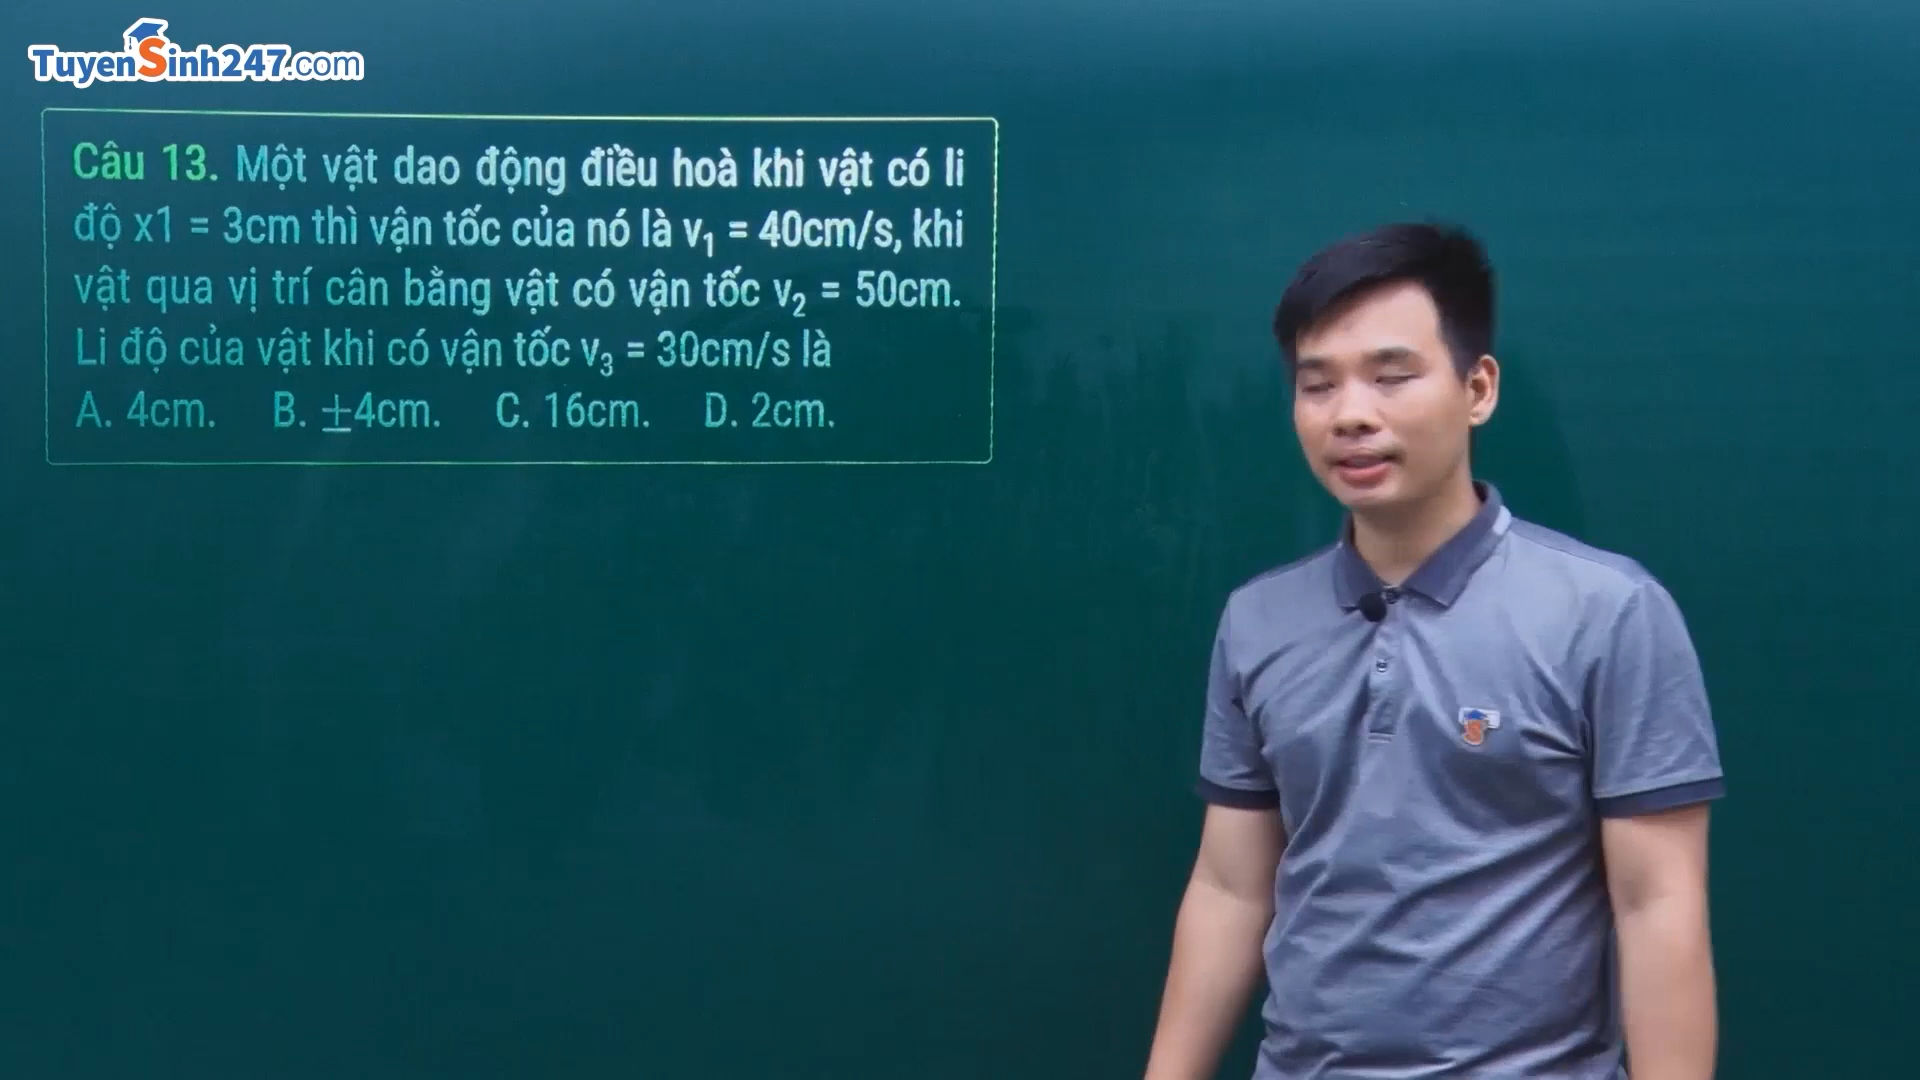 TuyenSinh247.com
Câu 13. Một vật dao động điều hoà khi vật có li
độ x1 = 3cm thì vận tốc của nó là v₁ = 40cm/s, khi
vật qua vị trí cân bằng vật có vận tốc v₂ = 50cm.
Li độ của vật khi có vận tốc v₃ = 30cm/s là
A. 4cm. B. ±4cm. C. 16cm. D. 2cm.